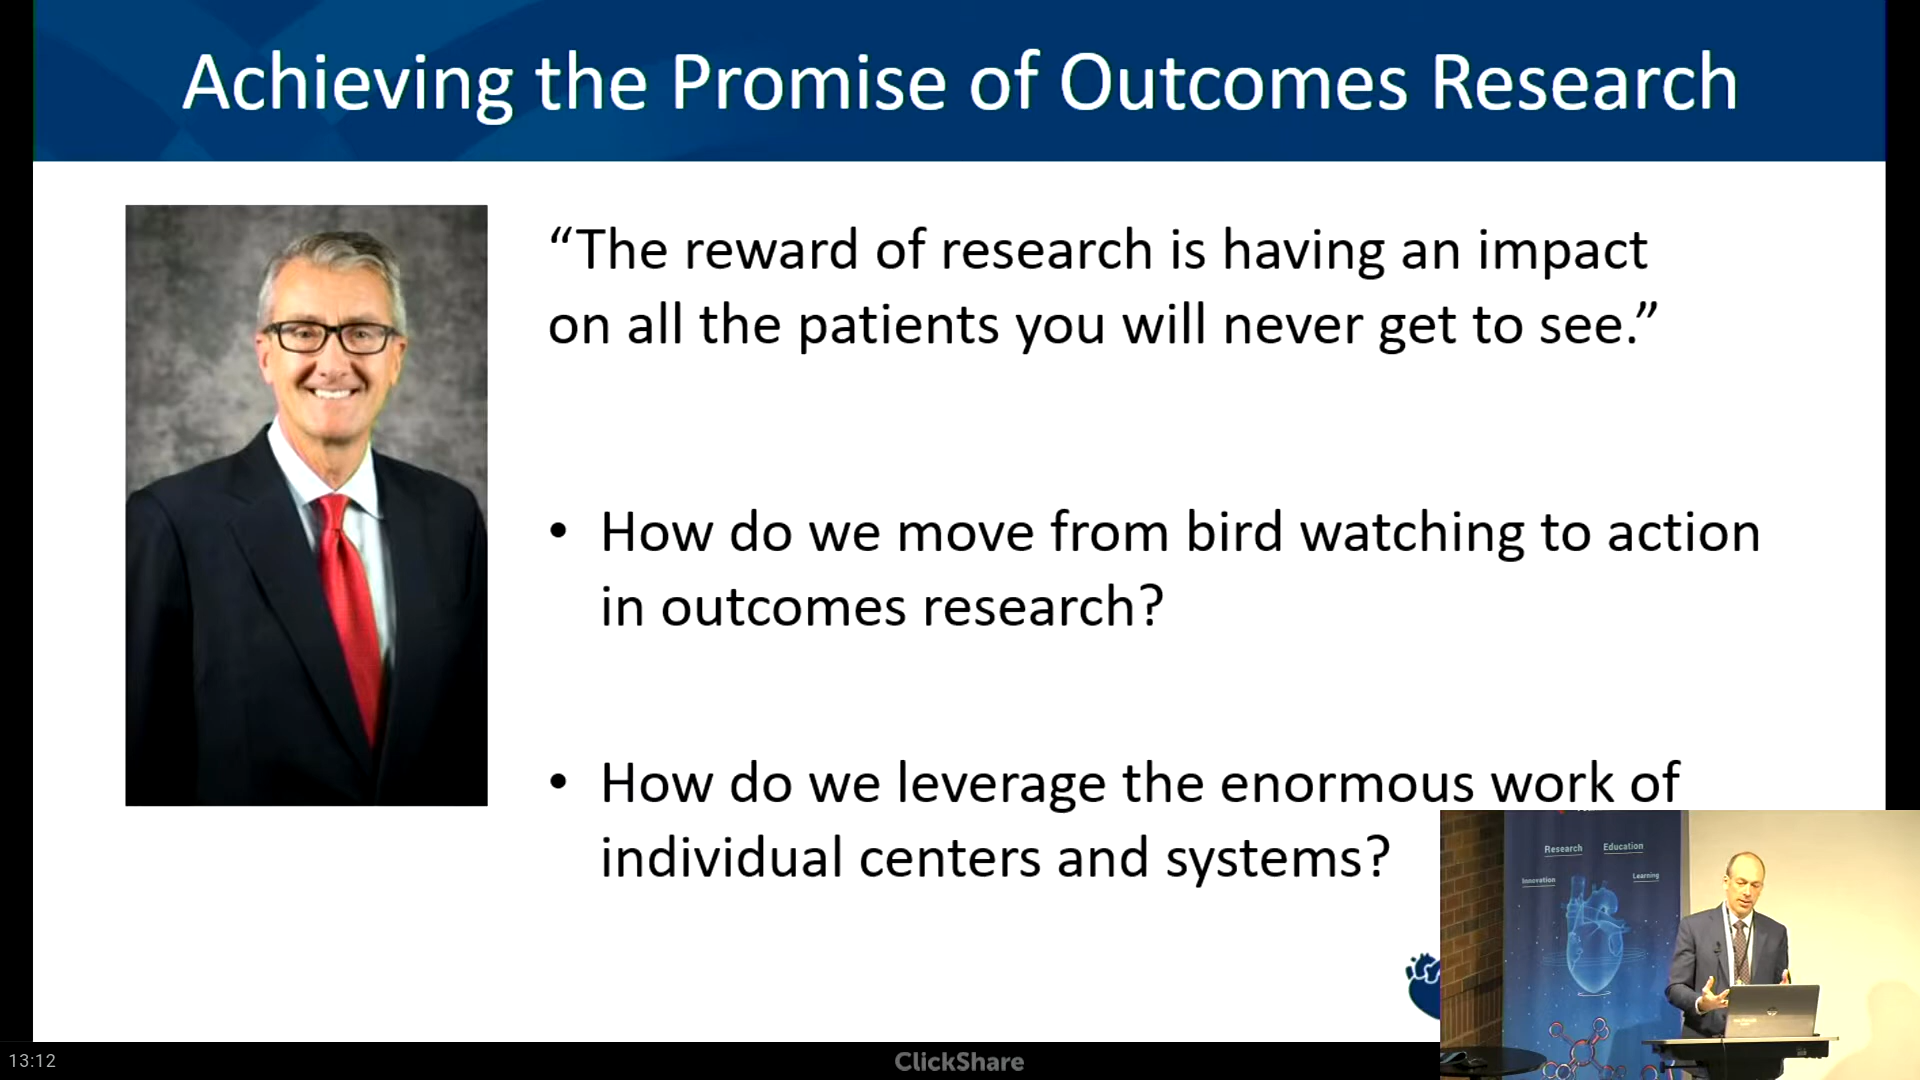 Achieving the Promise of Outcomes Research
“The reward of research is having an impact
on all the patients you will never get to see.”
• How do we move from bird watching to action
in outcomes research?
• How do we leverage the enormous work of
individual centers and systems?
Research Education
Innovation Learning
13:12
ClickShare